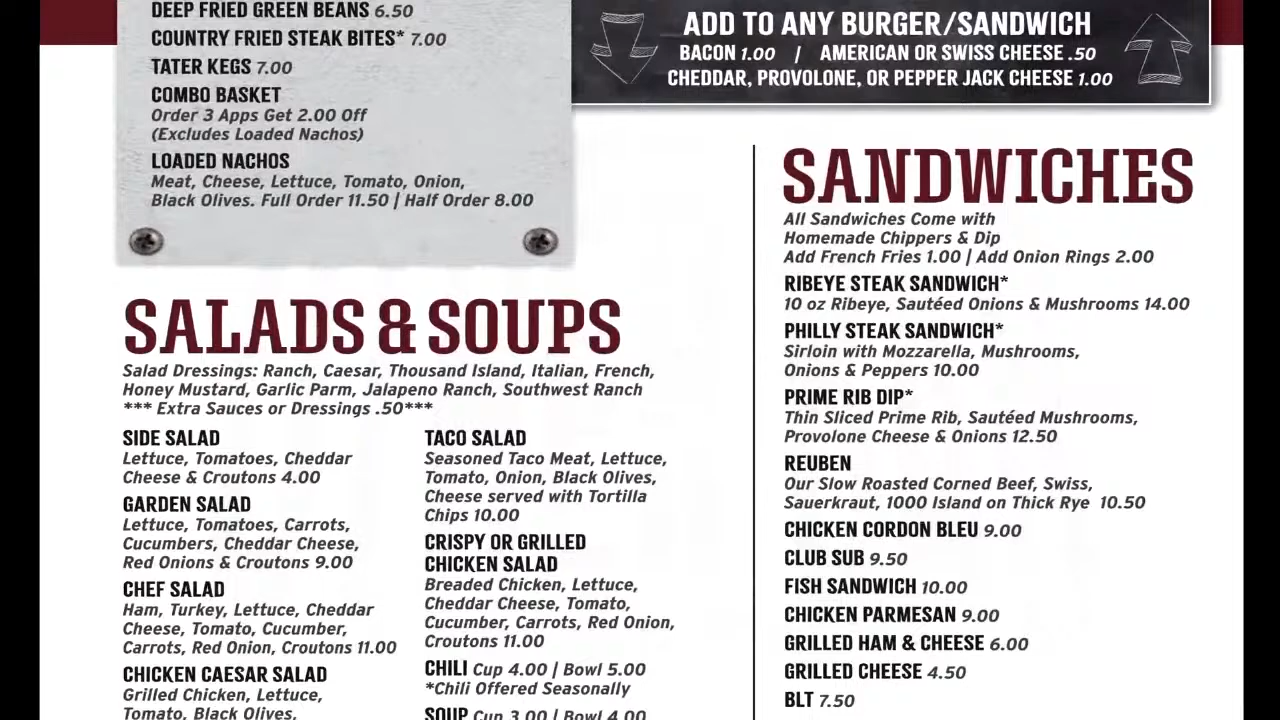 DEEP FRIED GREEN BEANS 6.50
COUNTRY FRIED STEAK BITES* 7.00
TATER KEGS 7.00
COMBO BASKET
Order 3 Apps Get 2.00 Off
(Excludes Loaded Nachos)
LOADED NACHOS
Meat, Cheese, Lettuce, Tomato, Onion,
Black Olives. Full Order 11.50 | Half Order 8.00
ADD TO ANY BURGER/SANDWICH
BACON 1.00 / AMERICAN OR SWISS CHEESE .50
CHEDDAR, PROVOLONE, OR PEPPER JACK CHEESE 1.00
SALADS & SOUPS
Salad Dressings: Ranch, Caesar, Thousand Island, Italian, French,
Honey Mustard, Garlic Parm, Jalapeno Ranch, Southwest Ranch
*** Extra Sauces or Dressings .50***
SIDE SALAD
Lettuce, Tomatoes, Cheddar
Cheese & Croutons 4.00
GARDEN SALAD
Lettuce, Tomatoes, Carrots,
Cucumbers, Cheddar Cheese,
Red Onions & Croutons 9.00
CHEF SALAD
Ham, Turkey, Lettuce, Cheddar
Cheese, Tomato, Cucumber,
Carrots, Red Onion, Croutons 11.00
CHICKEN CAESAR SALAD
Grilled Chicken, Lettuce,
Tomato, Black Olives,
TACO SALAD
Seasoned Taco Meat, Lettuce,
Tomato, Onion, Black Olives,
Cheese served with Tortilla
Chips 10.00
CRISPY OR GRILLED
CHICKEN SALAD
Breaded Chicken, Lettuce,
Cheddar Cheese, Tomato,
Cucumber, Carrots, Red Onion,
Croutons 11.00
CHILI Cup 4.00 | Bowl 5.00
*Chili Offered Seasonally
SOUP Cup 3.00 | Bowl 4.00
SANDWICHES
All Sandwiches Come with
Homemade Chippers & Dip
Add French Fries 1.00 | Add Onion Rings 2.00
RIBEYE STEAK SANDWICH*
10 oz Ribeye, Sautéed Onions & Mushrooms 14.00
PHILLY STEAK SANDWICH*
Sirloin with Mozzarella, Mushrooms,
Onions & Peppers 10.00
PRIME RIB DIP*
Thin Sliced Prime Rib, Sautéed Mushrooms,
Provolone Cheese & Onions 12.50
REUBEN
Our Slow Roasted Corned Beef, Swiss,
Sauerkraut, 1000 Island on Thick Rye 10.50
CHICKEN CORDON BLEU 9.00
CLUB SUB 9.50
FISH SANDWICH 10.00
CHICKEN PARMESAN 9.00
GRILLED HAM & CHEESE 6.00
GRILLED CHEESE 4.50
BLT 7.50